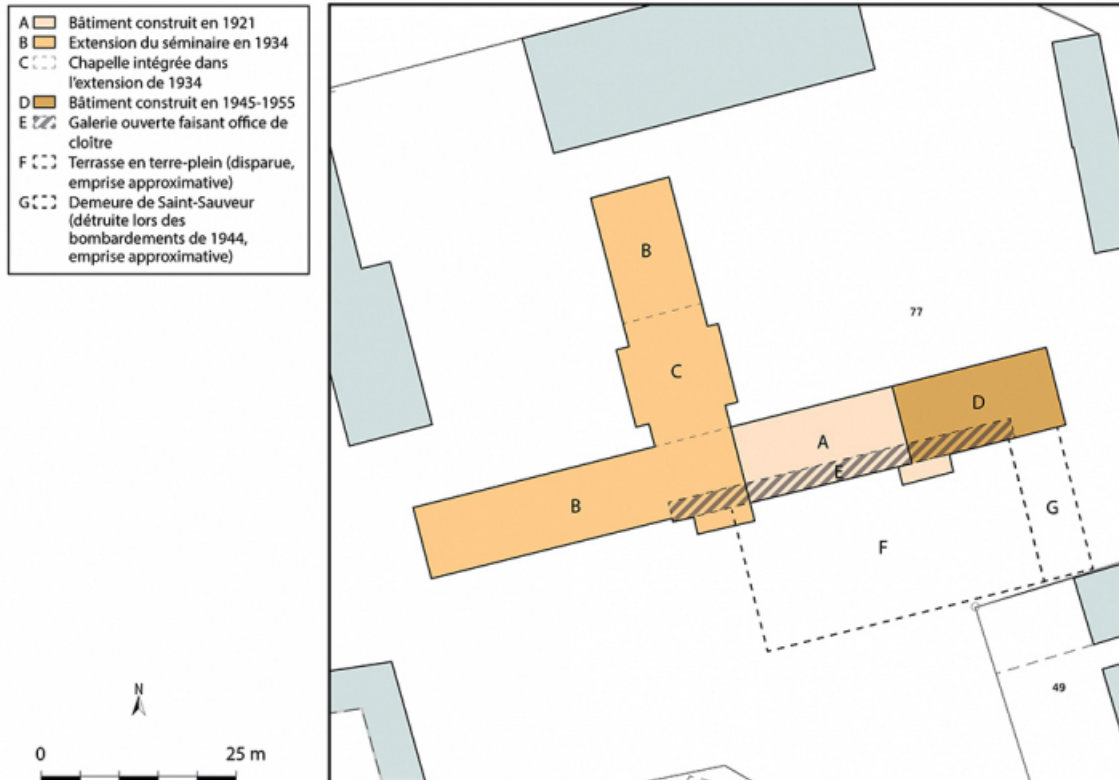 A Bâtiment construit en 1921
B Extension du séminaire en 1934
C Chapelle intégrée dans
l'extension de 1934
D Bâtiment construit en 1945-1955
E Galerie ouverte faisant office de
cloître
F Terrasse en terre-plein (disparue,
emprise approximative)
G Demeure de Saint-Sauveur
(détruite lors des
bombardements de 1944,
emprise approximative)
B
77
C
D
A
E
B
G
F
49
N
0 25 m